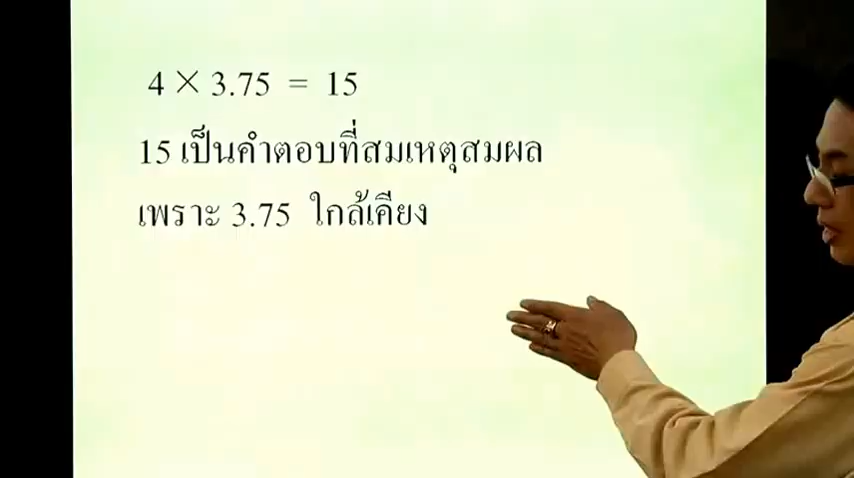 4 × 3.75 = 15
15 เป็นคำตอบที่สมเหตุสมผล
เพราะ 3.75 ใกล้เคียง